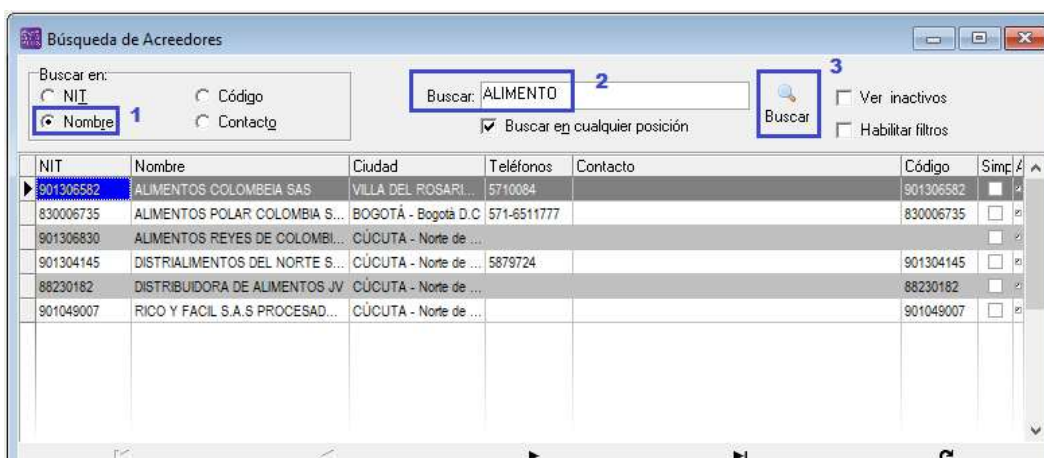 Búsqueda de Acreedores
Buscar en:
NIT Código
Nombre 1 Contacto
Buscar: ALIMENTO 2
Buscar en cualquier posición
3
Buscar
Ver inactivos
Habilitar filtros
NIT Nombre Ciudad Teléfonos Contacto Código Simp
901306582 ALIMENTOS COLOMBEIA SAS VILLA DEL ROSARI... 5710084 901306582
830006735 ALIMENTOS POLAR COLOMBIA S... BOGOTÁ - Bogotá D.C 571-6511777 830006735
901306830 ALIMENTOS REYES DE COLOMBI... CÚCUTA - Norte de ... 901306830
901304145 DISTRIALIMENTOS DEL NORTE S... CÚCUTA - Norte de ... 5879724 901304145
88230182 DISTRIBUIDORA DE ALIMENTOS JV CÚCUTA - Norte de ... 88230182
901049007 RICO Y FACIL S.A.S PROCESAD... CÚCUTA - Norte de ... 901049007